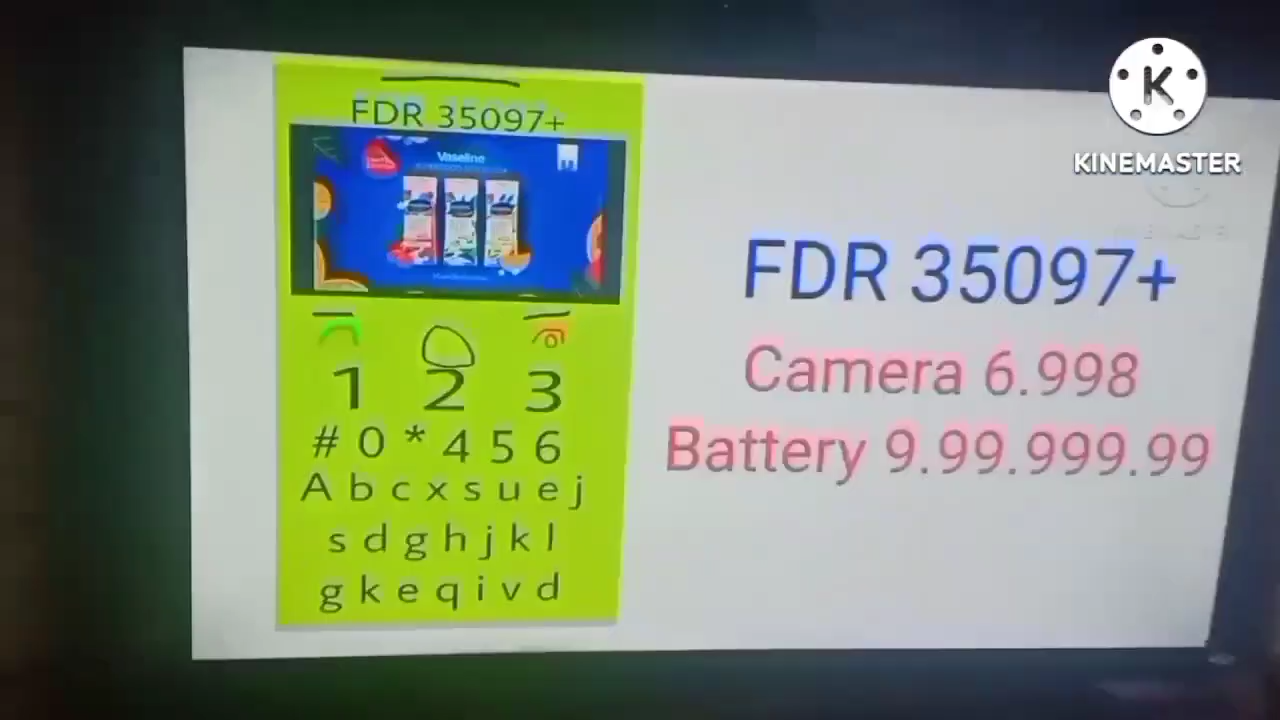 FDR 35097+
Vaseline
1 2 3
# 0 * 4 5 6
A b c x s u e j
s d g h j k l
g k e q i v d
K
KINEMASTER
FDR 35097+
Camera 6.998
Battery 9.99.999.99